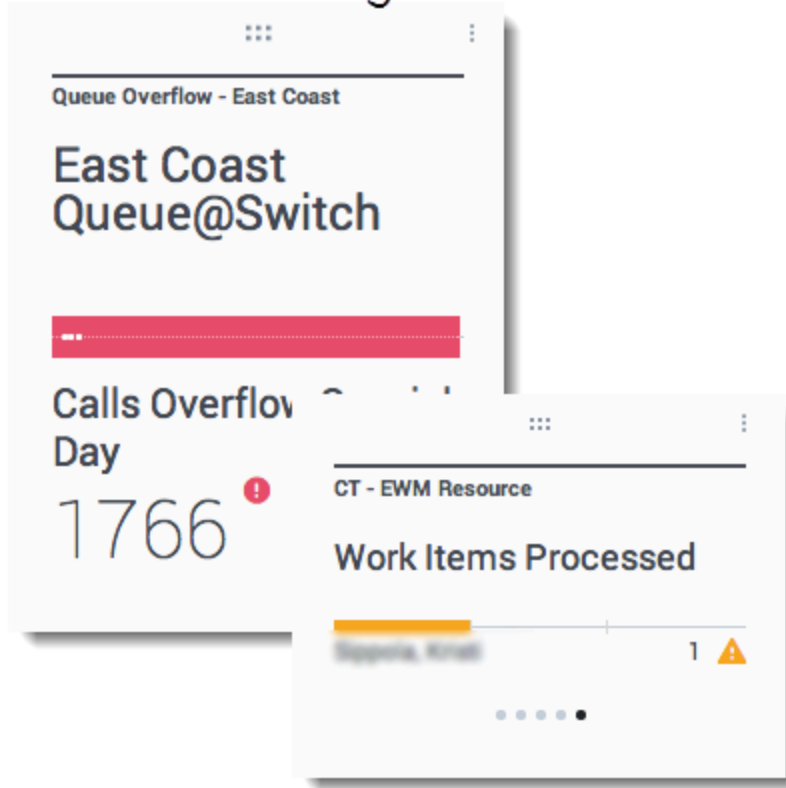 Queue Overflow - East Coast
East Coast
Queue@Switch
Calls Overflow
Day
1766
CT - EWM Resource
Work Items Processed
1